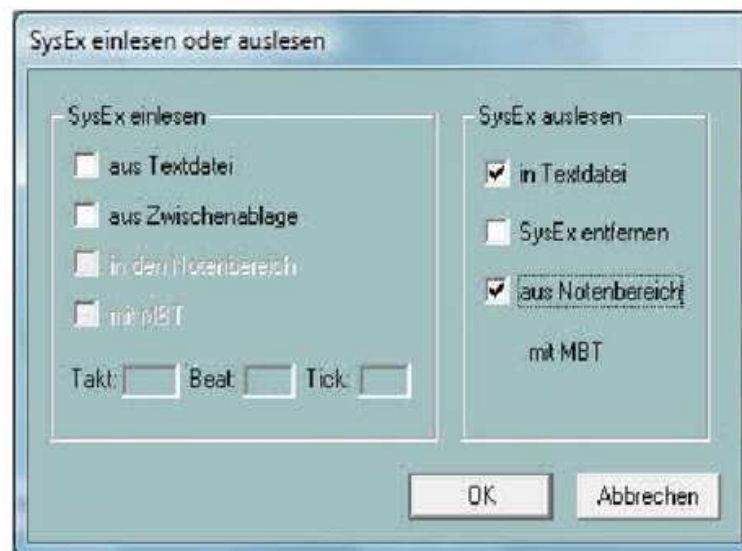 SysEx einlesen oder auslesen
SysEx einlesen
aus Textdatei
aus Zwischenablage
in den Notenbereich
mit MBT
Takt: Beat: Tick:
SysEx auslesen
in Textdatei
SysEx entfernen
aus Notenbereich
mit MBT
OK Abbrechen